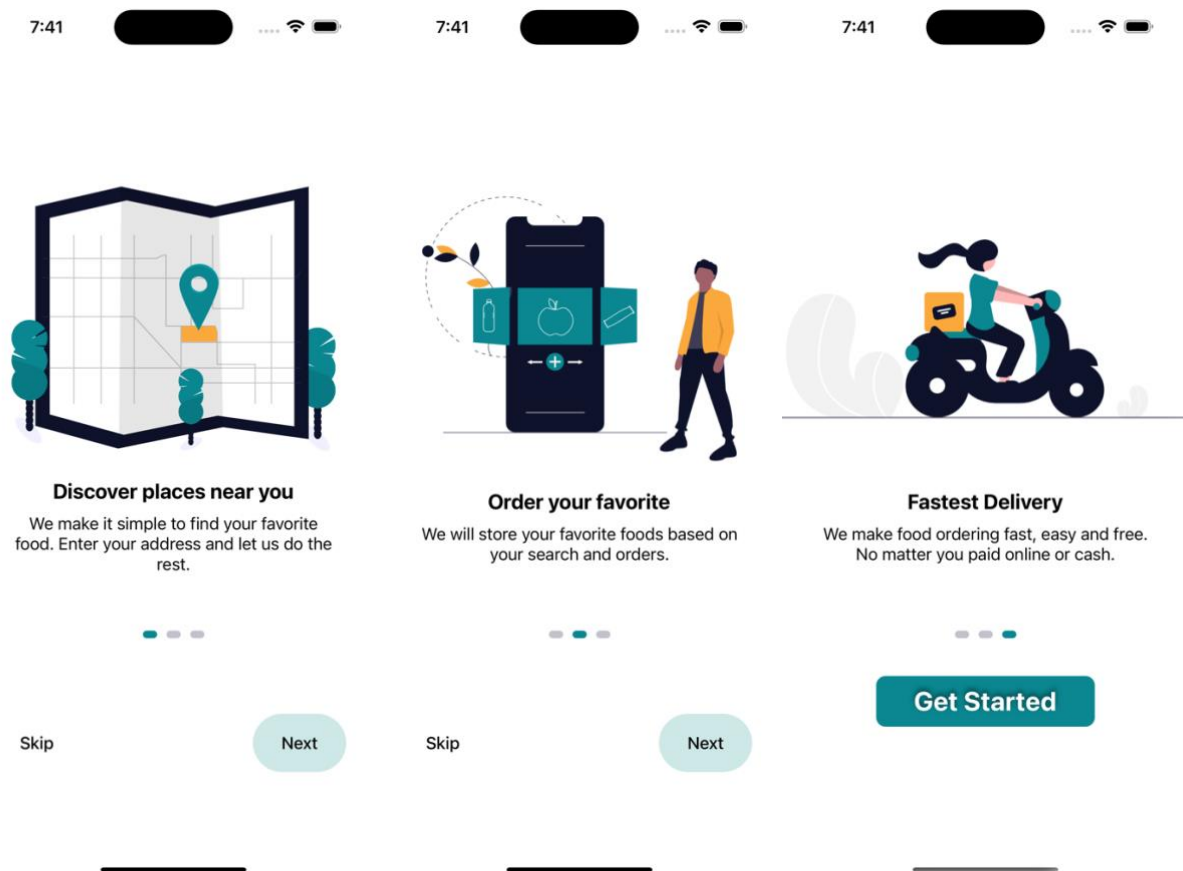 7:41
Discover places near you
We make it simple to find your favorite
food. Enter your address and let us do the
rest.
Skip
Next
7:41
Order your favorite
We will store your favorite foods based on
your search and orders.
Skip
Next
7:41
Fastest Delivery
We make food ordering fast, easy and free.
No matter you paid online or cash.
Get Started